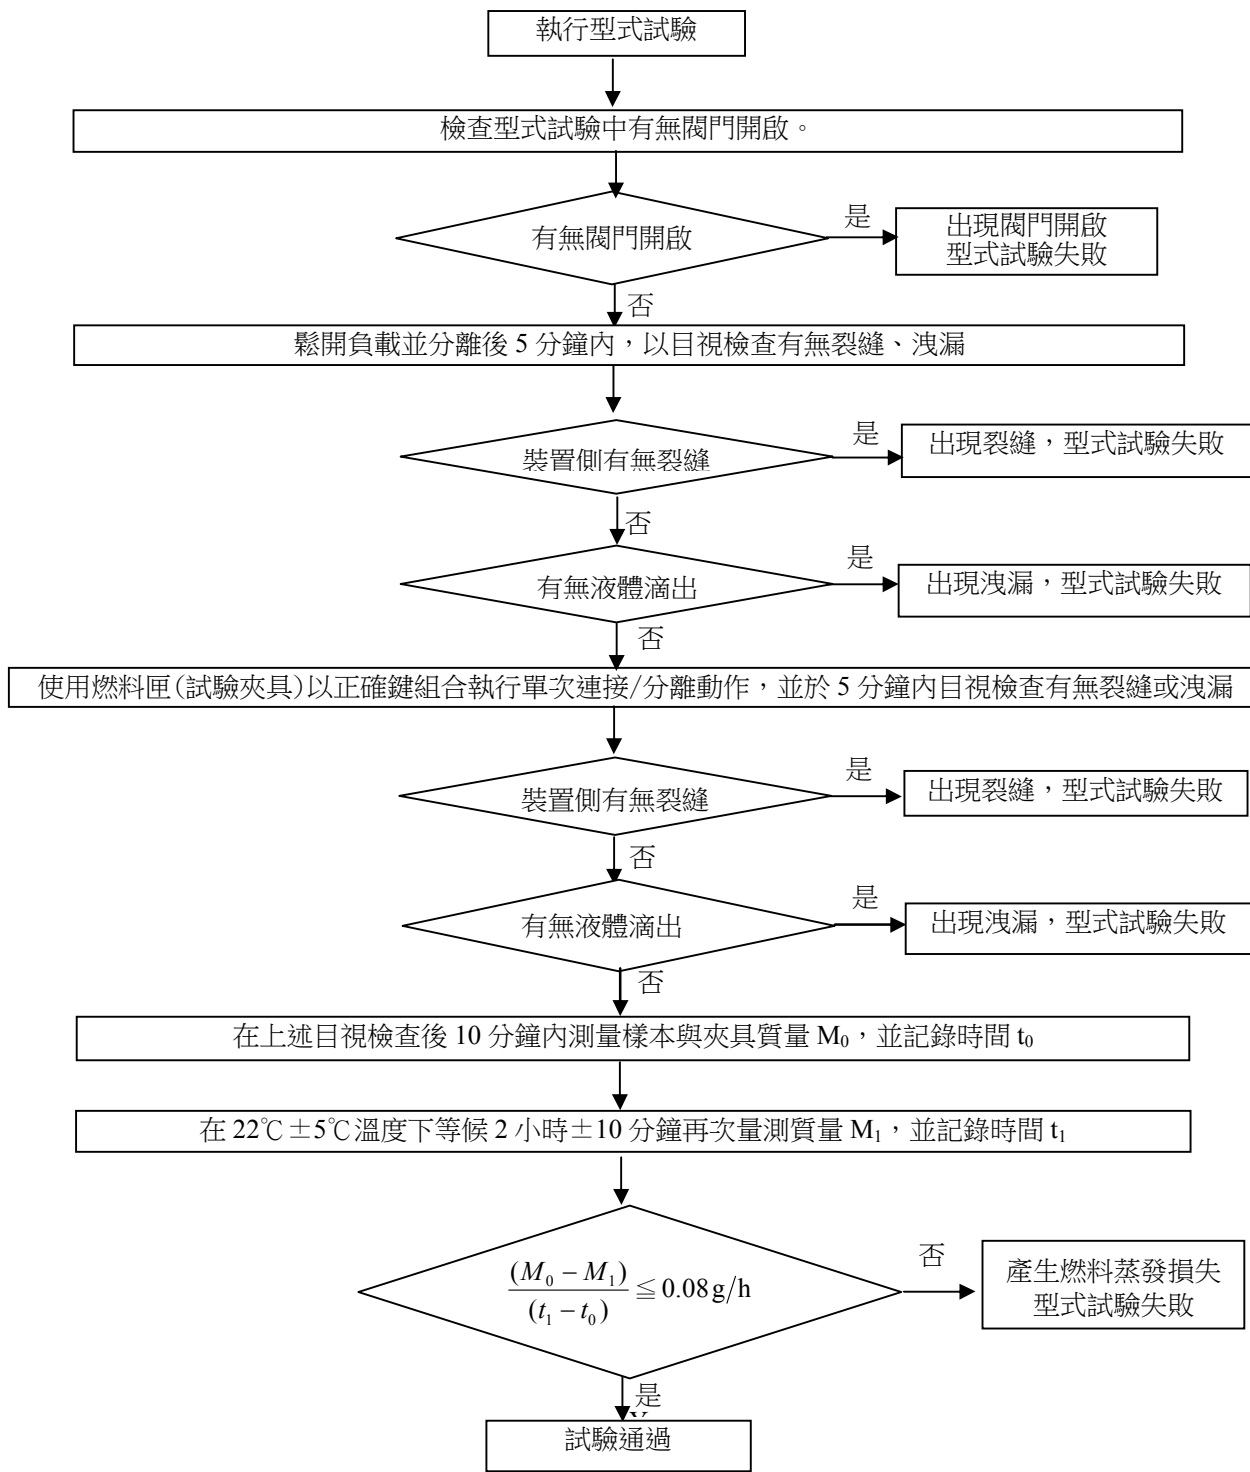 執行型式試驗
檢查型式試驗中有無閥門開啟。
有無閥門開啟
是
出現閥門開啟
型式試驗失敗
否
鬆開負載並分離後 5 分鐘內，以目視檢查有無裂縫、洩漏
裝置側有無裂縫
是
出現裂縫，型式試驗失敗
否
有無液體滴出
是
出現洩漏，型式試驗失敗
否
使用燃料匣(試驗夾具)以正確鍵組合執行單次連接/分離動作，並於 5 分鐘內目視檢查有無裂縫或洩漏
裝置側有無裂縫
是
出現裂縫，型式試驗失敗
否
有無液體滴出
是
出現洩漏，型式試驗失敗
否
在上述目視檢查後 10 分鐘內測量樣本與夾具質量 M₀，並記錄時間 t₀
在 22℃±5℃溫度下等候 2 小時±10 分鐘再次量測質量 M₁，並記錄時間 t₁
(M₀ − M₁) / (t₁ − t₀) ≦ 0.08 g/h
否
產生燃料蒸發損失
型式試驗失敗
是
試驗通過